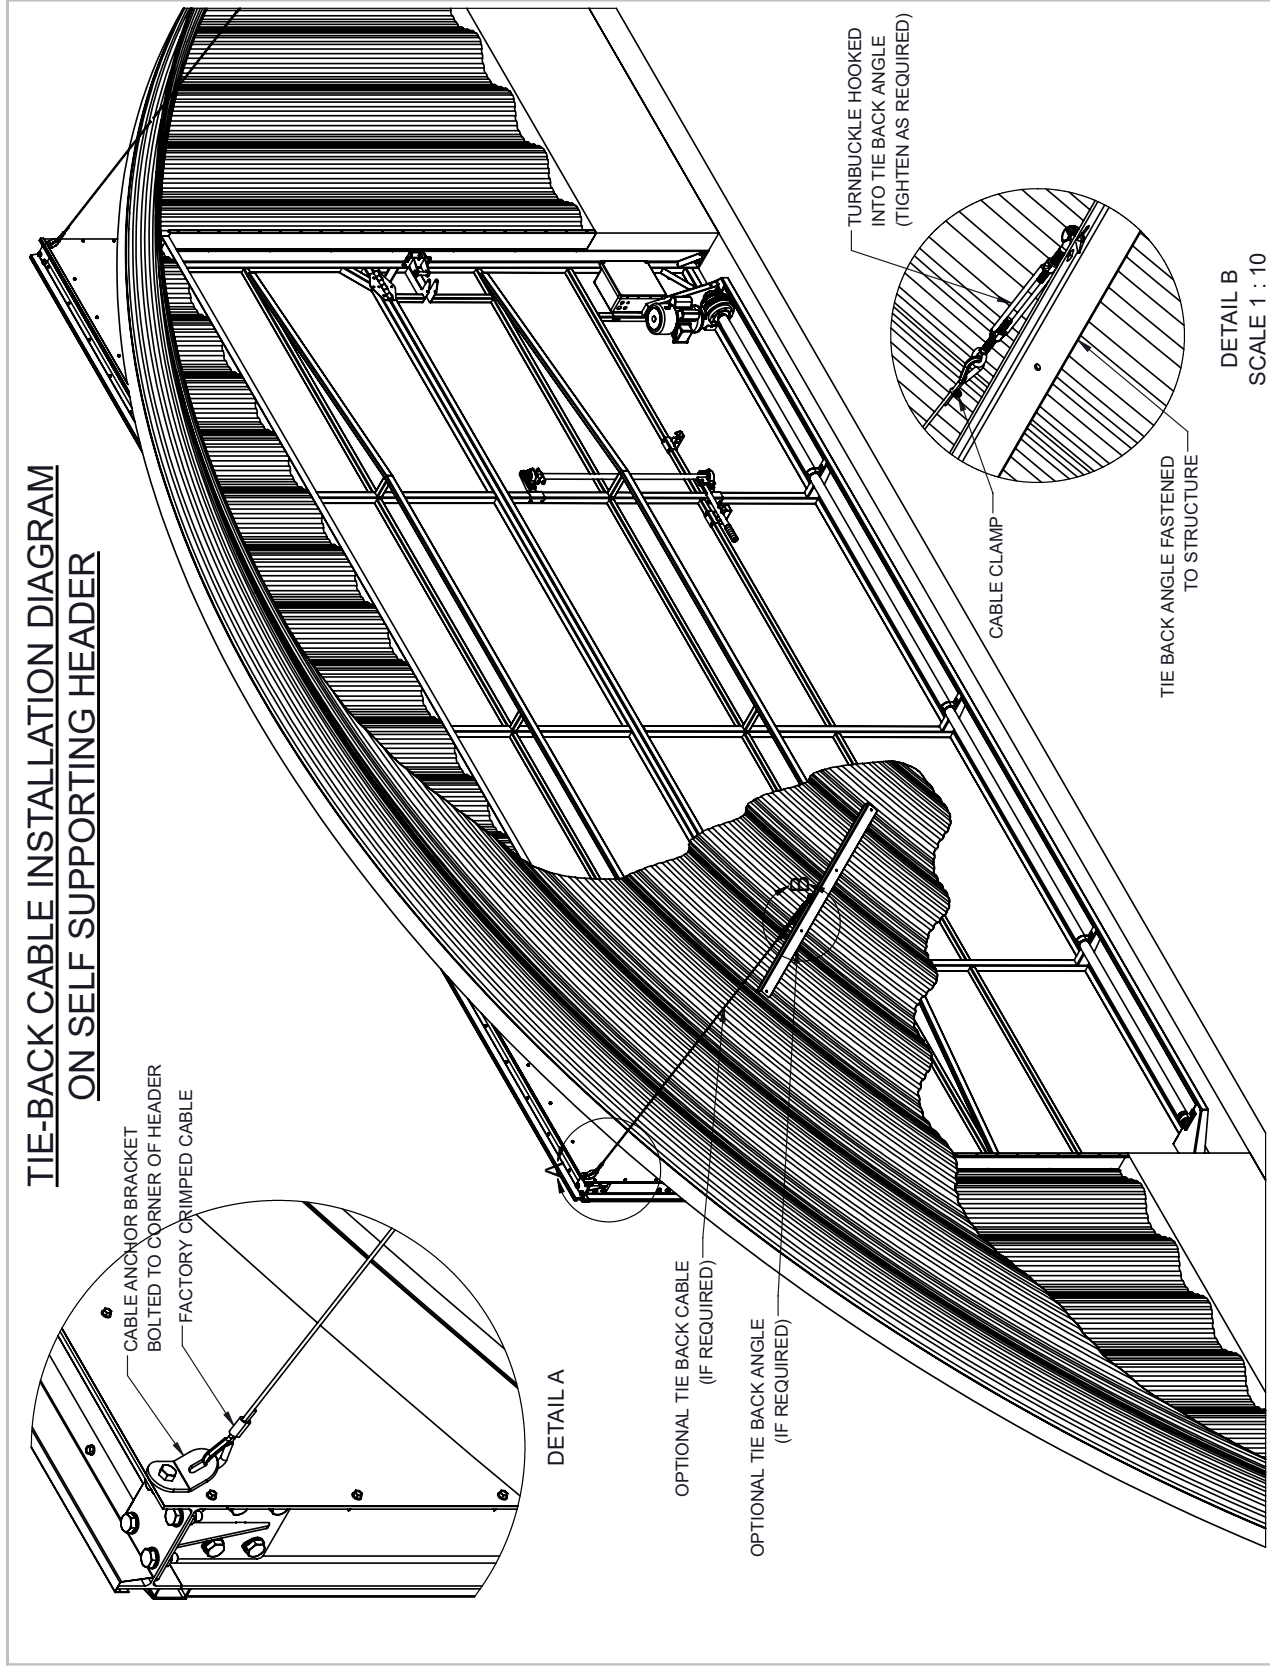 TIE-BACK CABLE INSTALLATION DIAGRAM
ON SELF SUPPORTING HEADER
CABLE ANCHOR BRACKET
BOLTED TO CORNER OF HEADER
FACTORY CRIMPED CABLE
DETAIL A
A
OPTIONAL TIE BACK CABLE
(IF REQUIRED)
OPTIONAL TIE BACK ANGLE
(IF REQUIRED)
B
TURNBUCKLE HOOKED
INTO TIE BACK ANGLE
(TIGHTEN AS REQUIRED)
CABLE CLAMP
TIE BACK ANGLE FASTENED
TO STRUCTURE
DETAIL B
SCALE 1 : 10